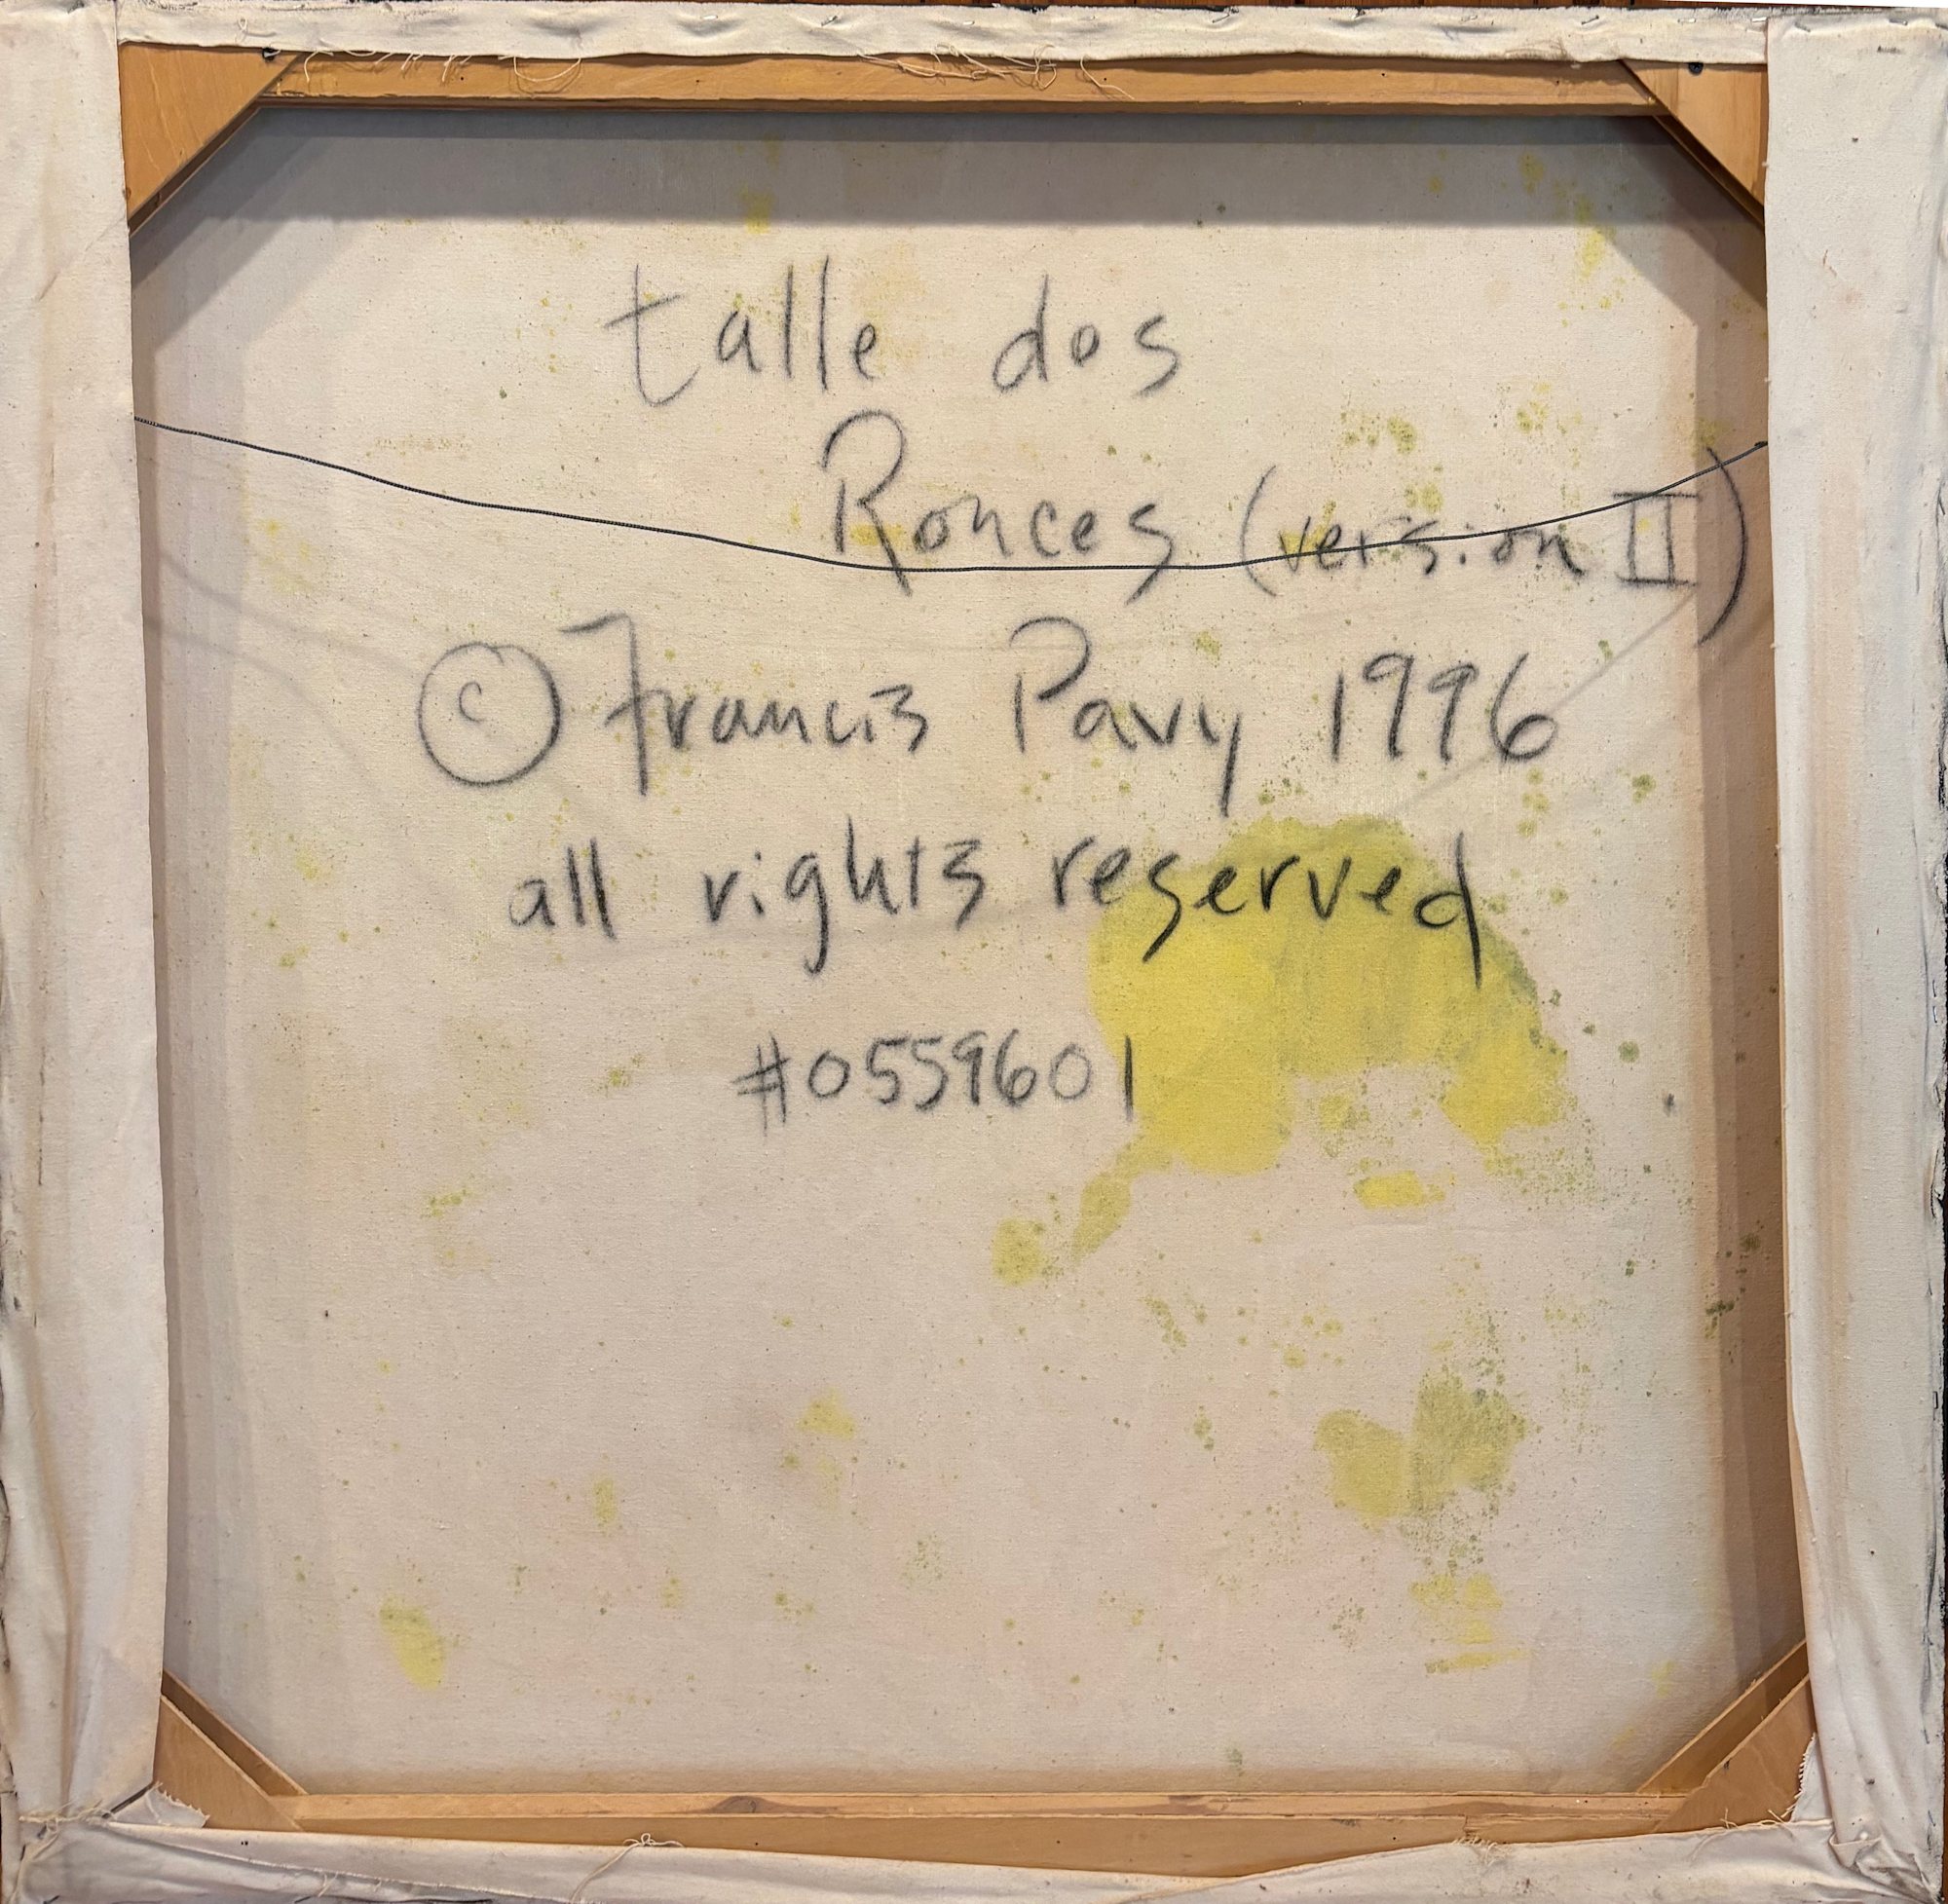 talle dos
Ronces (version II)
© Francis Pavy 1996
all rights reserved
#0559601